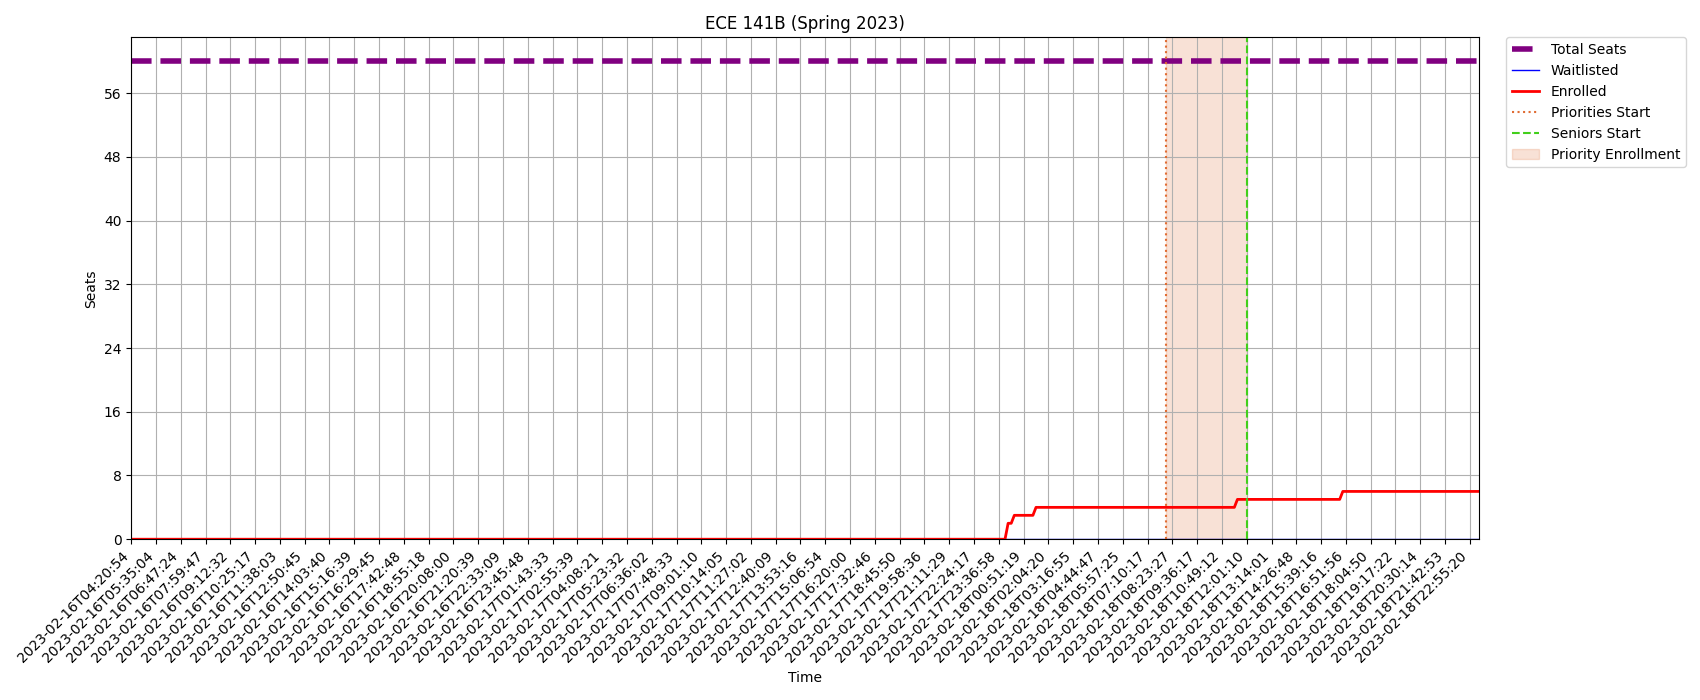 ECE 141B (Spring 2023)
Total Seats
Waitlisted
Enrolled
Priorities Start
Seniors Start
Priority Enrollment
Seats
56
48
40
32
24
16
8
0
2023-02-16T04:20:54
2023-02-16T05:35:04
2023-02-16T06:47:24
2023-02-16T07:59:47
2023-02-16T09:12:32
2023-02-16T10:25:17
2023-02-16T11:38:03
2023-02-16T12:50:45
2023-02-16T14:03:40
2023-02-16T15:16:39
2023-02-16T16:29:45
2023-02-16T17:42:48
2023-02-16T18:55:18
2023-02-16T20:08:00
2023-02-16T21:20:39
2023-02-16T22:33:09
2023-02-16T23:45:48
2023-02-17T01:43:33
2023-02-17T02:55:39
2023-02-17T04:08:21
2023-02-17T05:23:32
2023-02-17T06:36:02
2023-02-17T07:48:33
2023-02-17T09:01:10
2023-02-17T10:14:05
2023-02-17T11:27:02
2023-02-17T12:40:09
2023-02-17T13:53:16
2023-02-17T15:06:54
2023-02-17T16:20:00
2023-02-17T17:32:46
2023-02-17T18:45:50
2023-02-17T19:58:36
2023-02-17T21:11:29
2023-02-17T22:24:17
2023-02-17T23:36:58
2023-02-18T00:51:19
2023-02-18T02:04:20
2023-02-18T03:16:55
2023-02-18T04:44:47
2023-02-18T05:57:25
2023-02-18T07:10:17
2023-02-18T08:23:27
2023-02-18T09:36:17
2023-02-18T10:49:12
2023-02-18T12:01:10
2023-02-18T13:14:01
2023-02-18T14:26:48
2023-02-18T15:39:16
2023-02-18T16:51:56
2023-02-18T18:04:50
2023-02-18T19:17:22
2023-02-18T20:30:14
2023-02-18T21:42:53
2023-02-18T22:55:20
Time